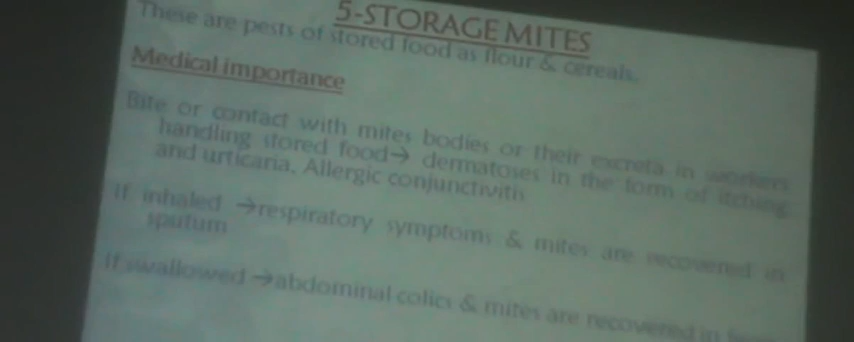 5-STORAGE MITES
These are pests of stored food as flour & cereals.
Medical importance
Bite or contact with mites bodies or their excreta in workers
handling stored food→ dermatoses in the form of itching
and urticaria, Allergic conjunctivitis
If inhaled →respiratory symptoms & mites are recovered in
sputum
If swallowed →abdominal colics & mites are recovered in